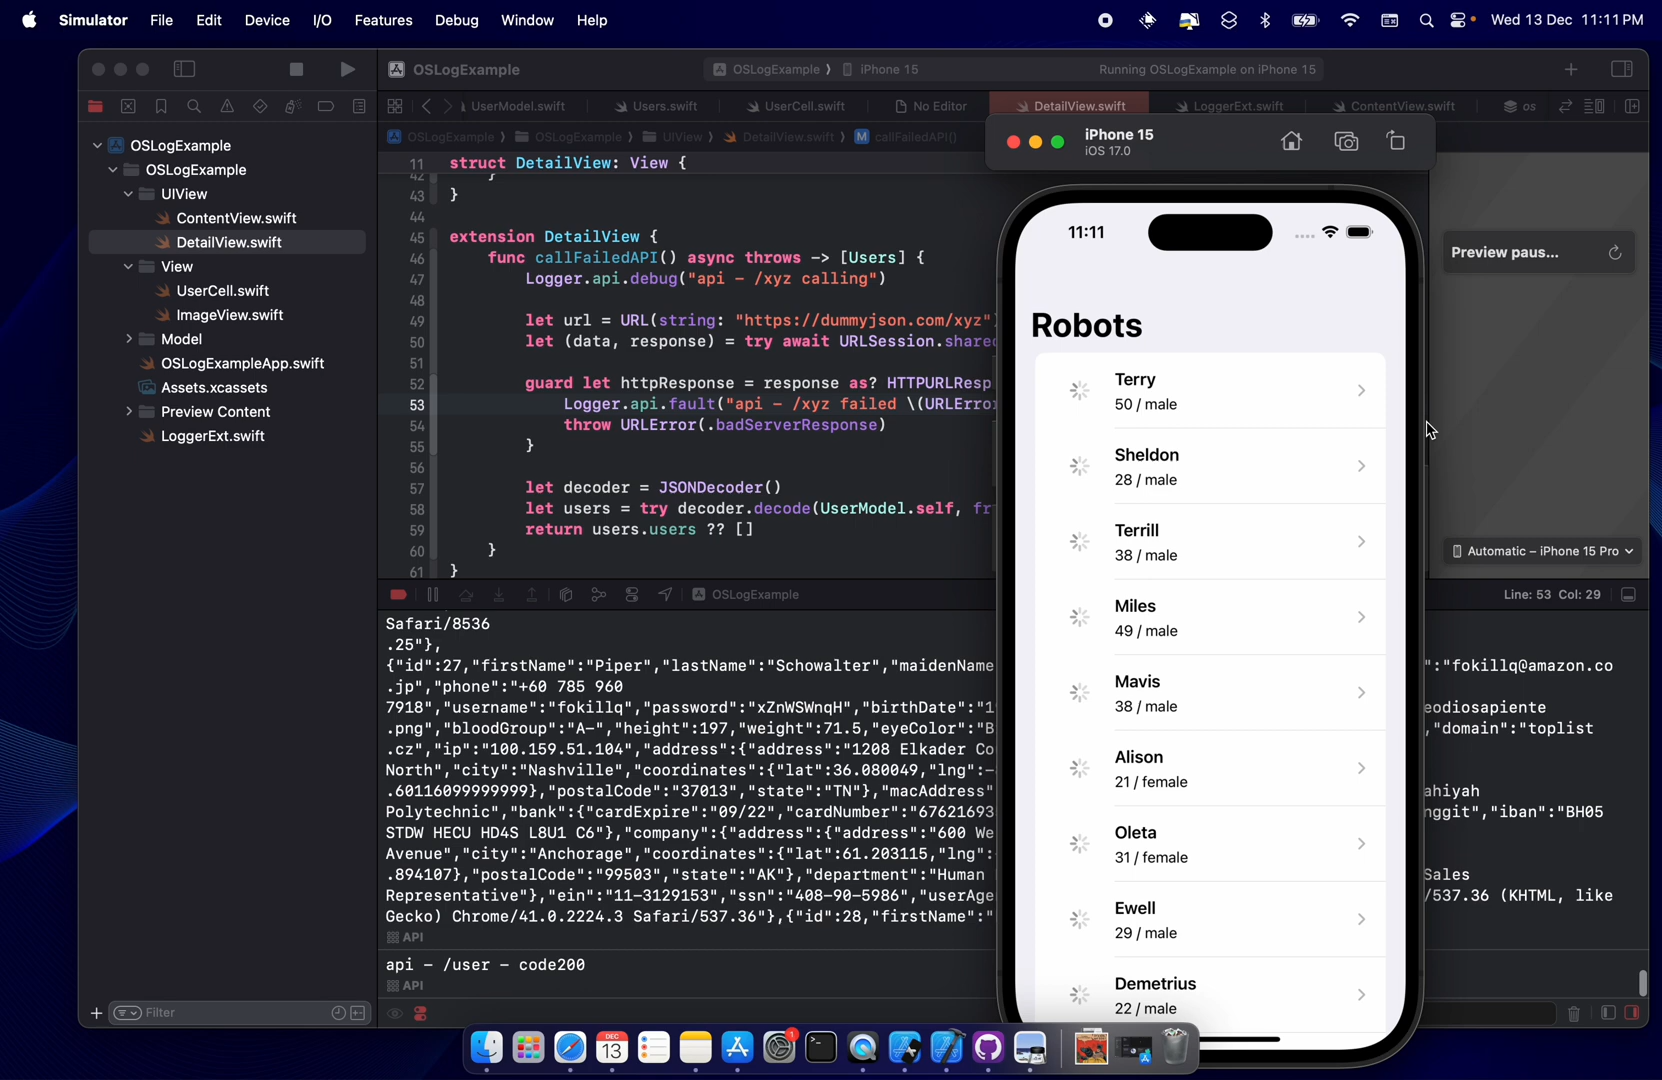 Simulator File Edit Device I/O Features Debug Window Help
Wed 13 Dec 11:11 PM
OSLogExample
OSLogExample ⟩ iPhone 15
Running OSLogExample on iPhone 15
UserModel.swift
Users.swift
UserCell.swift
No Editor
DetailView.swift
LoggerExt.swift
ContentView.swift
os
OSLogExample ⟩ OSLogExample ⟩ UIView ⟩ DetailView.swift ⟩ M callFailedAPI()
OSLogExample
OSLogExample
UIView
ContentView.swift
DetailView.swift
View
UserCell.swift
ImageView.swift
Model
OSLogExampleApp.swift
Assets.xcassets
Preview Content
LoggerExt.swift
Filter
11 struct DetailView: View {
42 }
43 }
44
45 extension DetailView {
46 func callFailedAPI() async throws -> [Users] {
47 Logger.api.debug("api - /xyz calling")
48
49 let url = URL(string: "https://dummyjson.com/xyz")
50 let (data, response) = try await URLSession.shared
51
52 guard let httpResponse = response as? HTTPURLResp
53 Logger.api.fault("api - /xyz failed \(URLError
54 throw URLError(.badServerResponse)
55 }
56
57 let decoder = JSONDecoder()
58 let users = try decoder.decode(UserModel.self, fr
59 return users.users ?? []
60 }
61 }
OSLogExample
Line: 53 Col: 29
Safari/8536
.25"},
{"id":27,"firstName":"Piper","lastName":"Schowalter","maidenName
":"fokillq@amazon.co
.jp","phone":"+60 785 960
7918","username":"fokillq","password":"xZnWSWnqH","birthDate":"1
eodiosapiente
.png","bloodGroup":"A-","height":197,"weight":71.5,"eyeColor":"B
,"domain":"toplist
.cz","ip":"100.159.51.104","address":{"address":"1208 Elkader Co
North","city":"Nashville","coordinates":{"lat":36.080049,"lng":-
.60116099999999},"postalCode":"37013","state":"TN"},"macAddress"
ahiyah
Polytechnic","bank":{"cardExpire":"09/22","cardNumber":"67621693
nggit","iban":"BH05
STDW HECU HD4S L8U1 C6"},"company":{"address":{"address":"600 We
Avenue","city":"Anchorage","coordinates":{"lat":61.203115,"lng":
.894107},"postalCode":"99503","state":"AK"},"department":"Human
Sales
Representative"},"ein":"11-3129153","ssn":"408-90-5986","userAge
/537.36 (KHTML, like
Gecko) Chrome/41.0.2224.3 Safari/537.36"},{"id":28,"firstName":"
API
api - /user - code200
API
iPhone 15
iOS 17.0
11:11
Robots
Terry
50 / male
Sheldon
28 / male
Terrill
38 / male
Miles
49 / male
Mavis
38 / male
Alison
21 / female
Oleta
31 / female
Ewell
29 / male
Demetrius
22 / male
Preview paus...
Automatic – iPhone 15 Pro
DEC
13
1